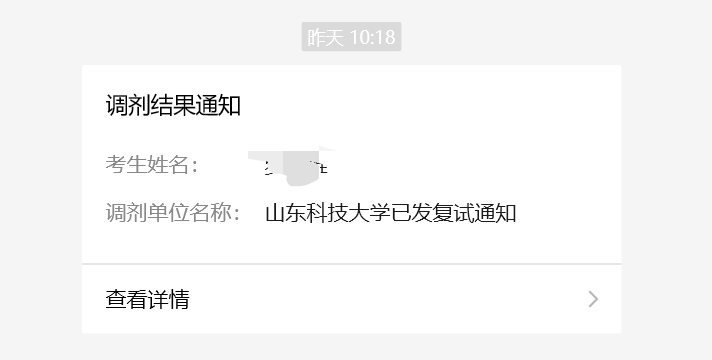 昨天 10:18
调剂结果通知
考生姓名：
调剂单位名称： 山东科技大学已发复试通知
查看详情